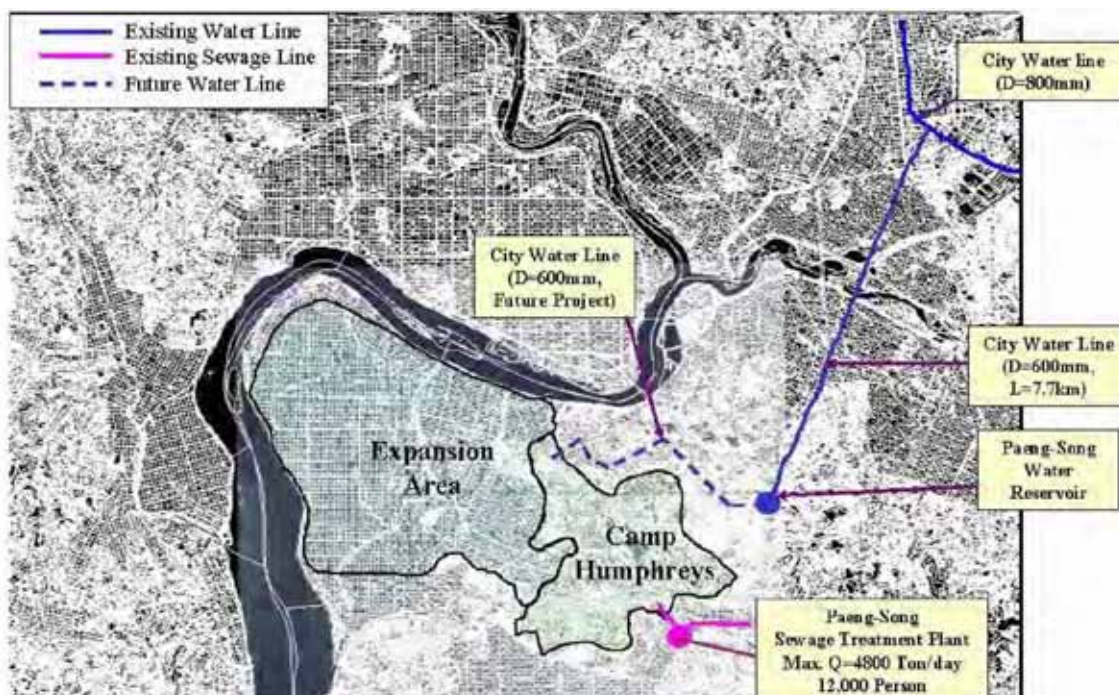 Existing Water Line
Existing Sewage Line
Future Water Line
City Water line
(D=800mm)
City Water Line
(D=600mm,
Future Project)
City Water Line
(D=600mm,
L=7.7km)
Expansion
Area
Paeng-Song
Water
Reservoir
Camp
Humphreys
Paeng-Song
Sewage Treatment Plant
Max. Q=4800 Ton/day
12,000 Person